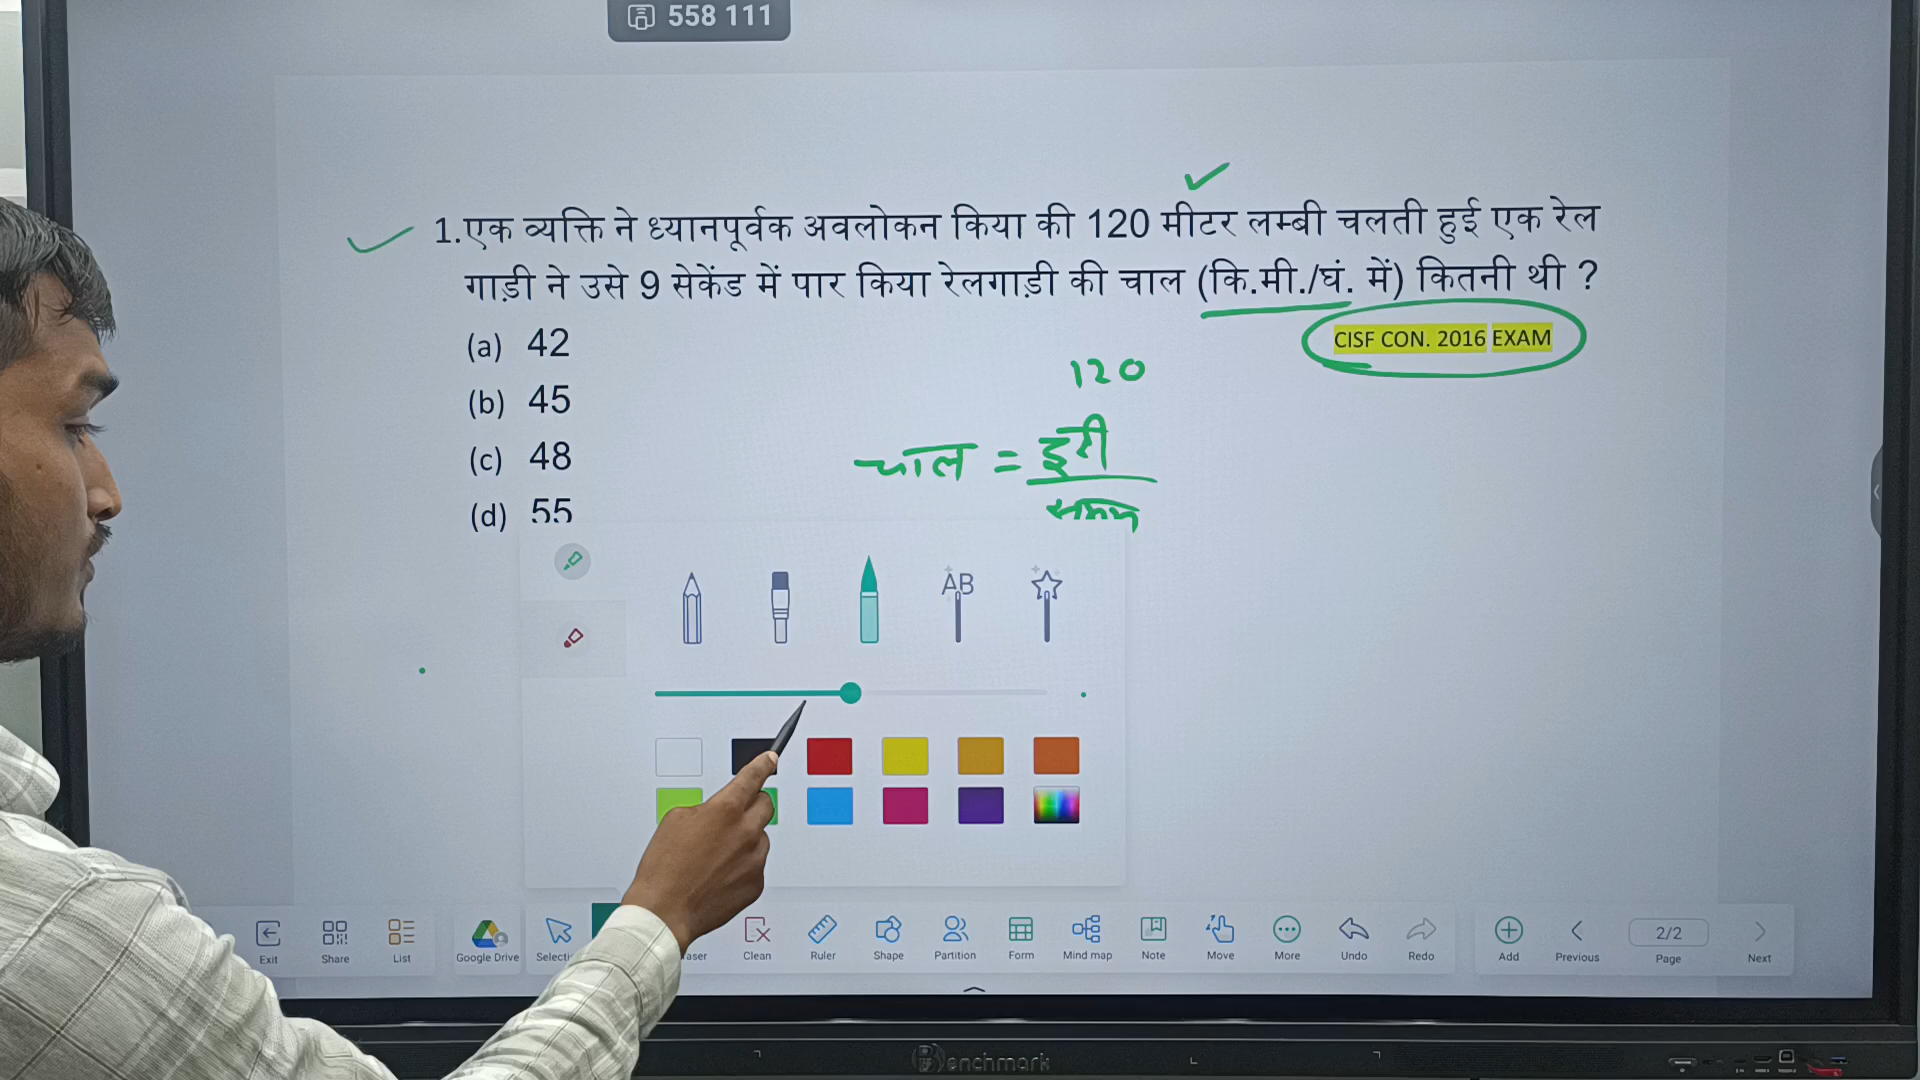 558 111
1.एक व्यक्ति ने ध्यानपूर्वक अवलोकन किया की 120 मीटर लम्बी चलती हुई एक रेल
गाड़ी ने उसे 9 सेकेंड में पार किया रेलगाड़ी की चाल (कि.मी./घं. में) कितनी थी ?
CISF CON. 2016 EXAM
(a) 42
(b) 45
(c) 48
(d) 55
120
चाल = दूरी
समय
AB
Exit
Share
List
Google Drive
Clean
Ruler
Shape
Partition
Form
Mind map
Note
Move
More
Undo
Redo
Add
Previous
2/2
Page
Next
Benchmark